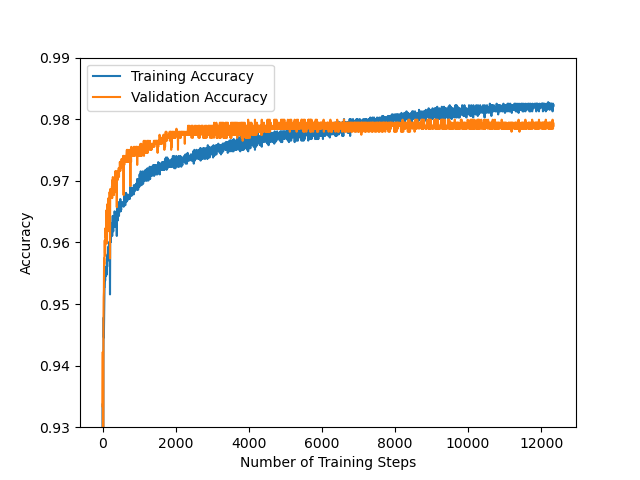 0.99
0.98
0.97
0.96
0.95
0.94
0.93
Accuracy
Training Accuracy
Validation Accuracy
0 2000 4000 6000 8000 10000 12000
Number of Training Steps